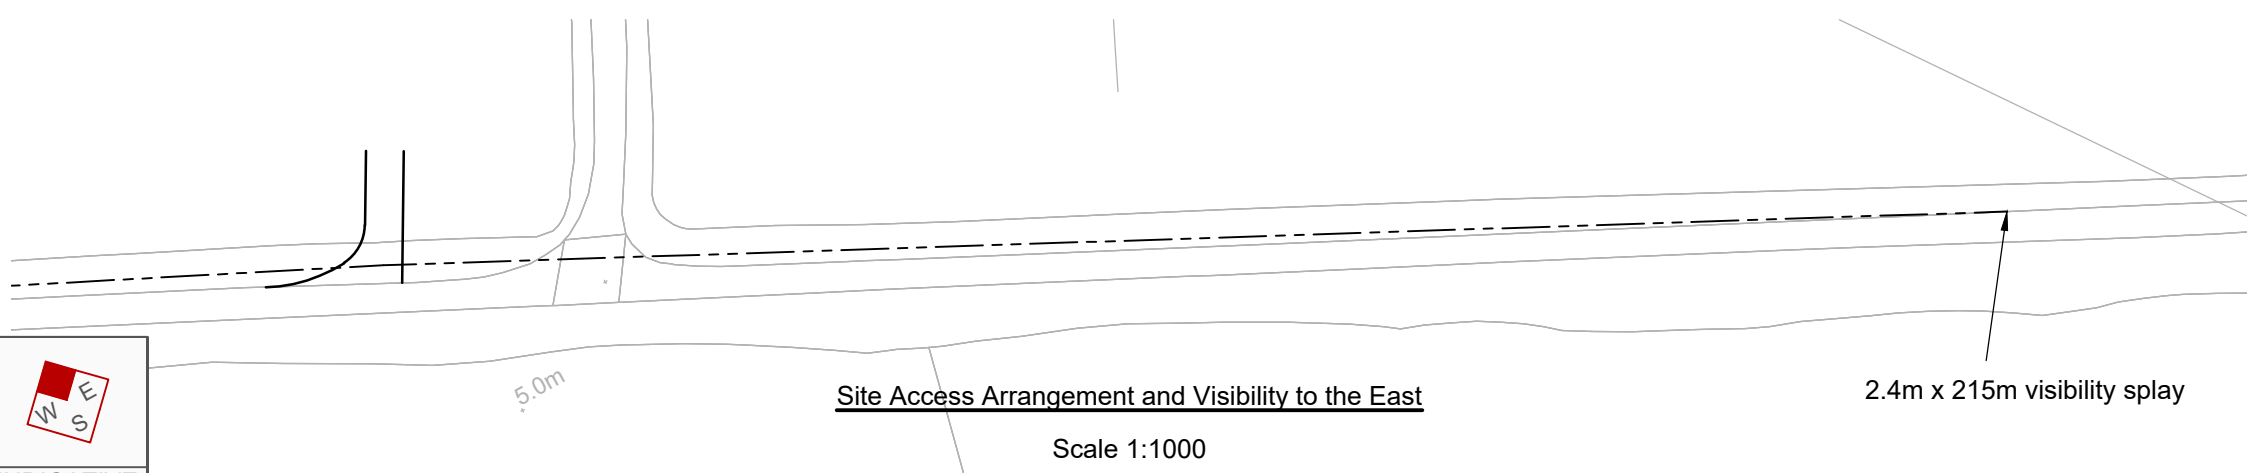 E
W
S
5.0m
Site Access Arrangement and Visibility to the East
2.4m x 215m visibility splay
Scale 1:1000